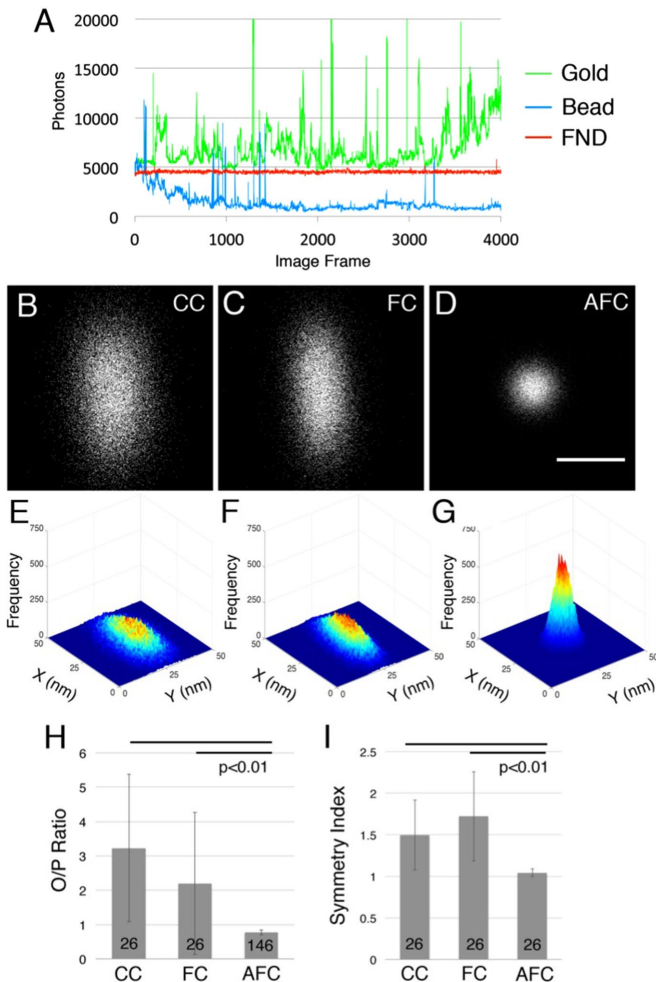 A
20000
15000
10000
5000
0
Photons
0 1000 2000 3000 4000
Image Frame
Gold
Bead
FND
B CC
C FC
D AFC
E
750
500
250
0
Frequency
50
25
0
X (nm)
0
25
50
Y (nm)
F
750
500
250
0
Frequency
50
25
0
X (nm)
0
25
50
Y (nm)
G
750
500
250
0
Frequency
50
25
0
X (nm)
0
25
50
Y (nm)
H
6
5
4
3
2
1
0
O/P Ratio
p<0.01
26 26 146
CC FC AFC
I
2.5
2
1.5
1
0.5
0
Symmetry Index
p<0.01
26 26 26
CC FC AFC